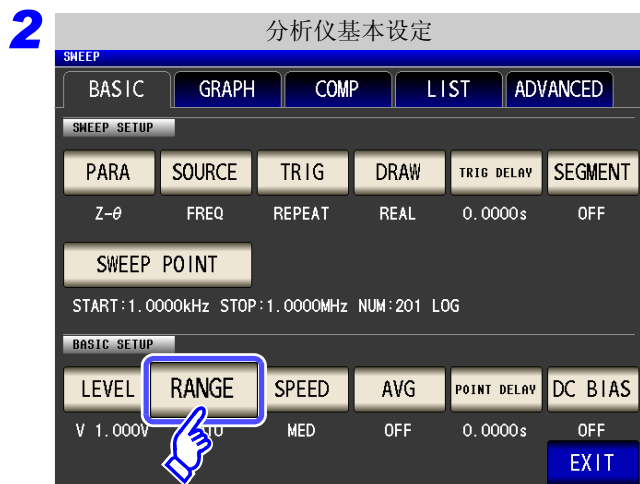 2
分析仪基本设定
SWEEP
BASIC GRAPH COMP LIST ADVANCED
SWEEP SETUP
PARA SOURCE TRIG DRAW TRIG DELAY SEGMENT
Z-θ FREQ REPEAT REAL 0.0000s OFF
SWEEP POINT
START:1.0000kHz STOP:1.0000MHz NUM:201 LOG
BASIC SETUP
LEVEL RANGE SPEED AVG POINT DELAY DC BIAS
V 1.000V MED OFF 0.0000s OFF
EXIT